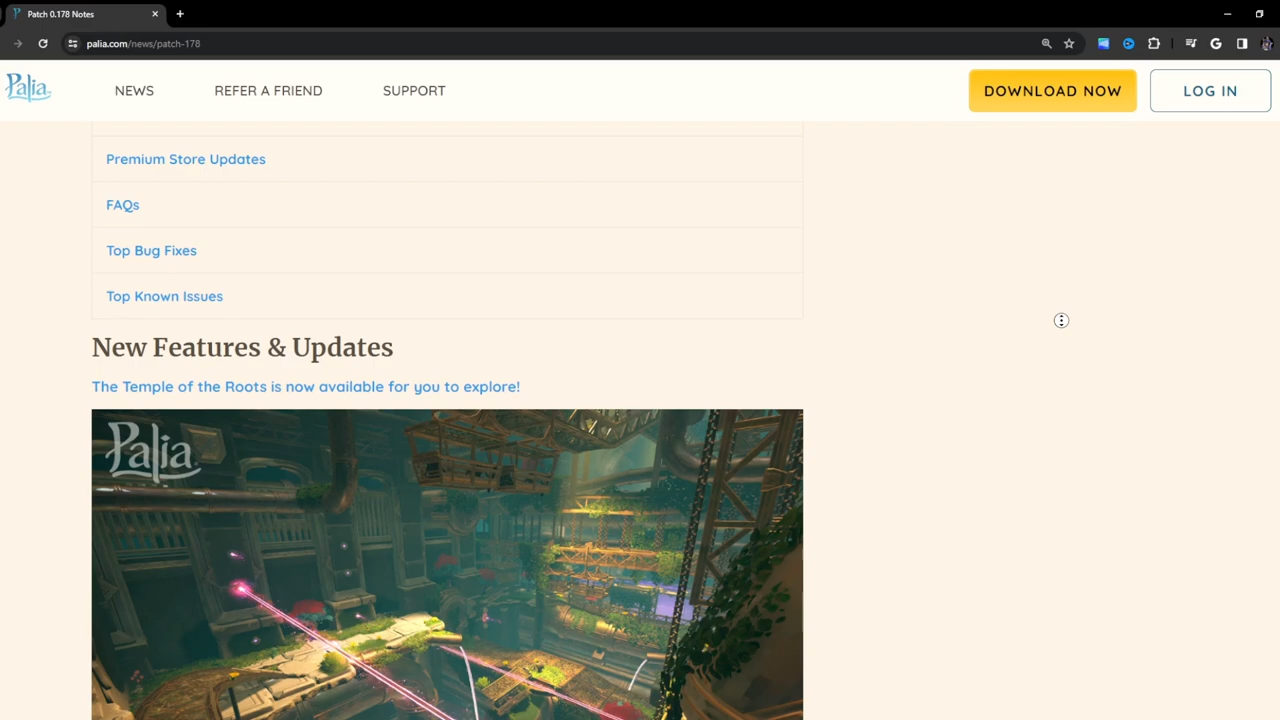 Patch 0.178 Notes
palia.com/news/patch-178
Palia
NEWS
REFER A FRIEND
SUPPORT
DOWNLOAD NOW
LOG IN
Premium Store Updates
FAQs
Top Bug Fixes
Top Known Issues
New Features & Updates
The Temple of the Roots is now available for you to explore!
Palia